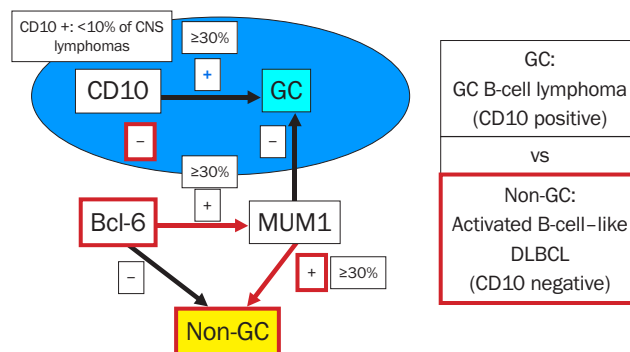 CD10 +: <10% of CNS
lymphomas
≥30%
+
CD10
GC
−
−
≥30%
+
Bcl-6
MUM1
−
+
≥30%
Non-GC
GC:
GC B-cell lymphoma
(CD10 positive)
vs
Non-GC:
Activated B-cell–like
DLBCL
(CD10 negative)